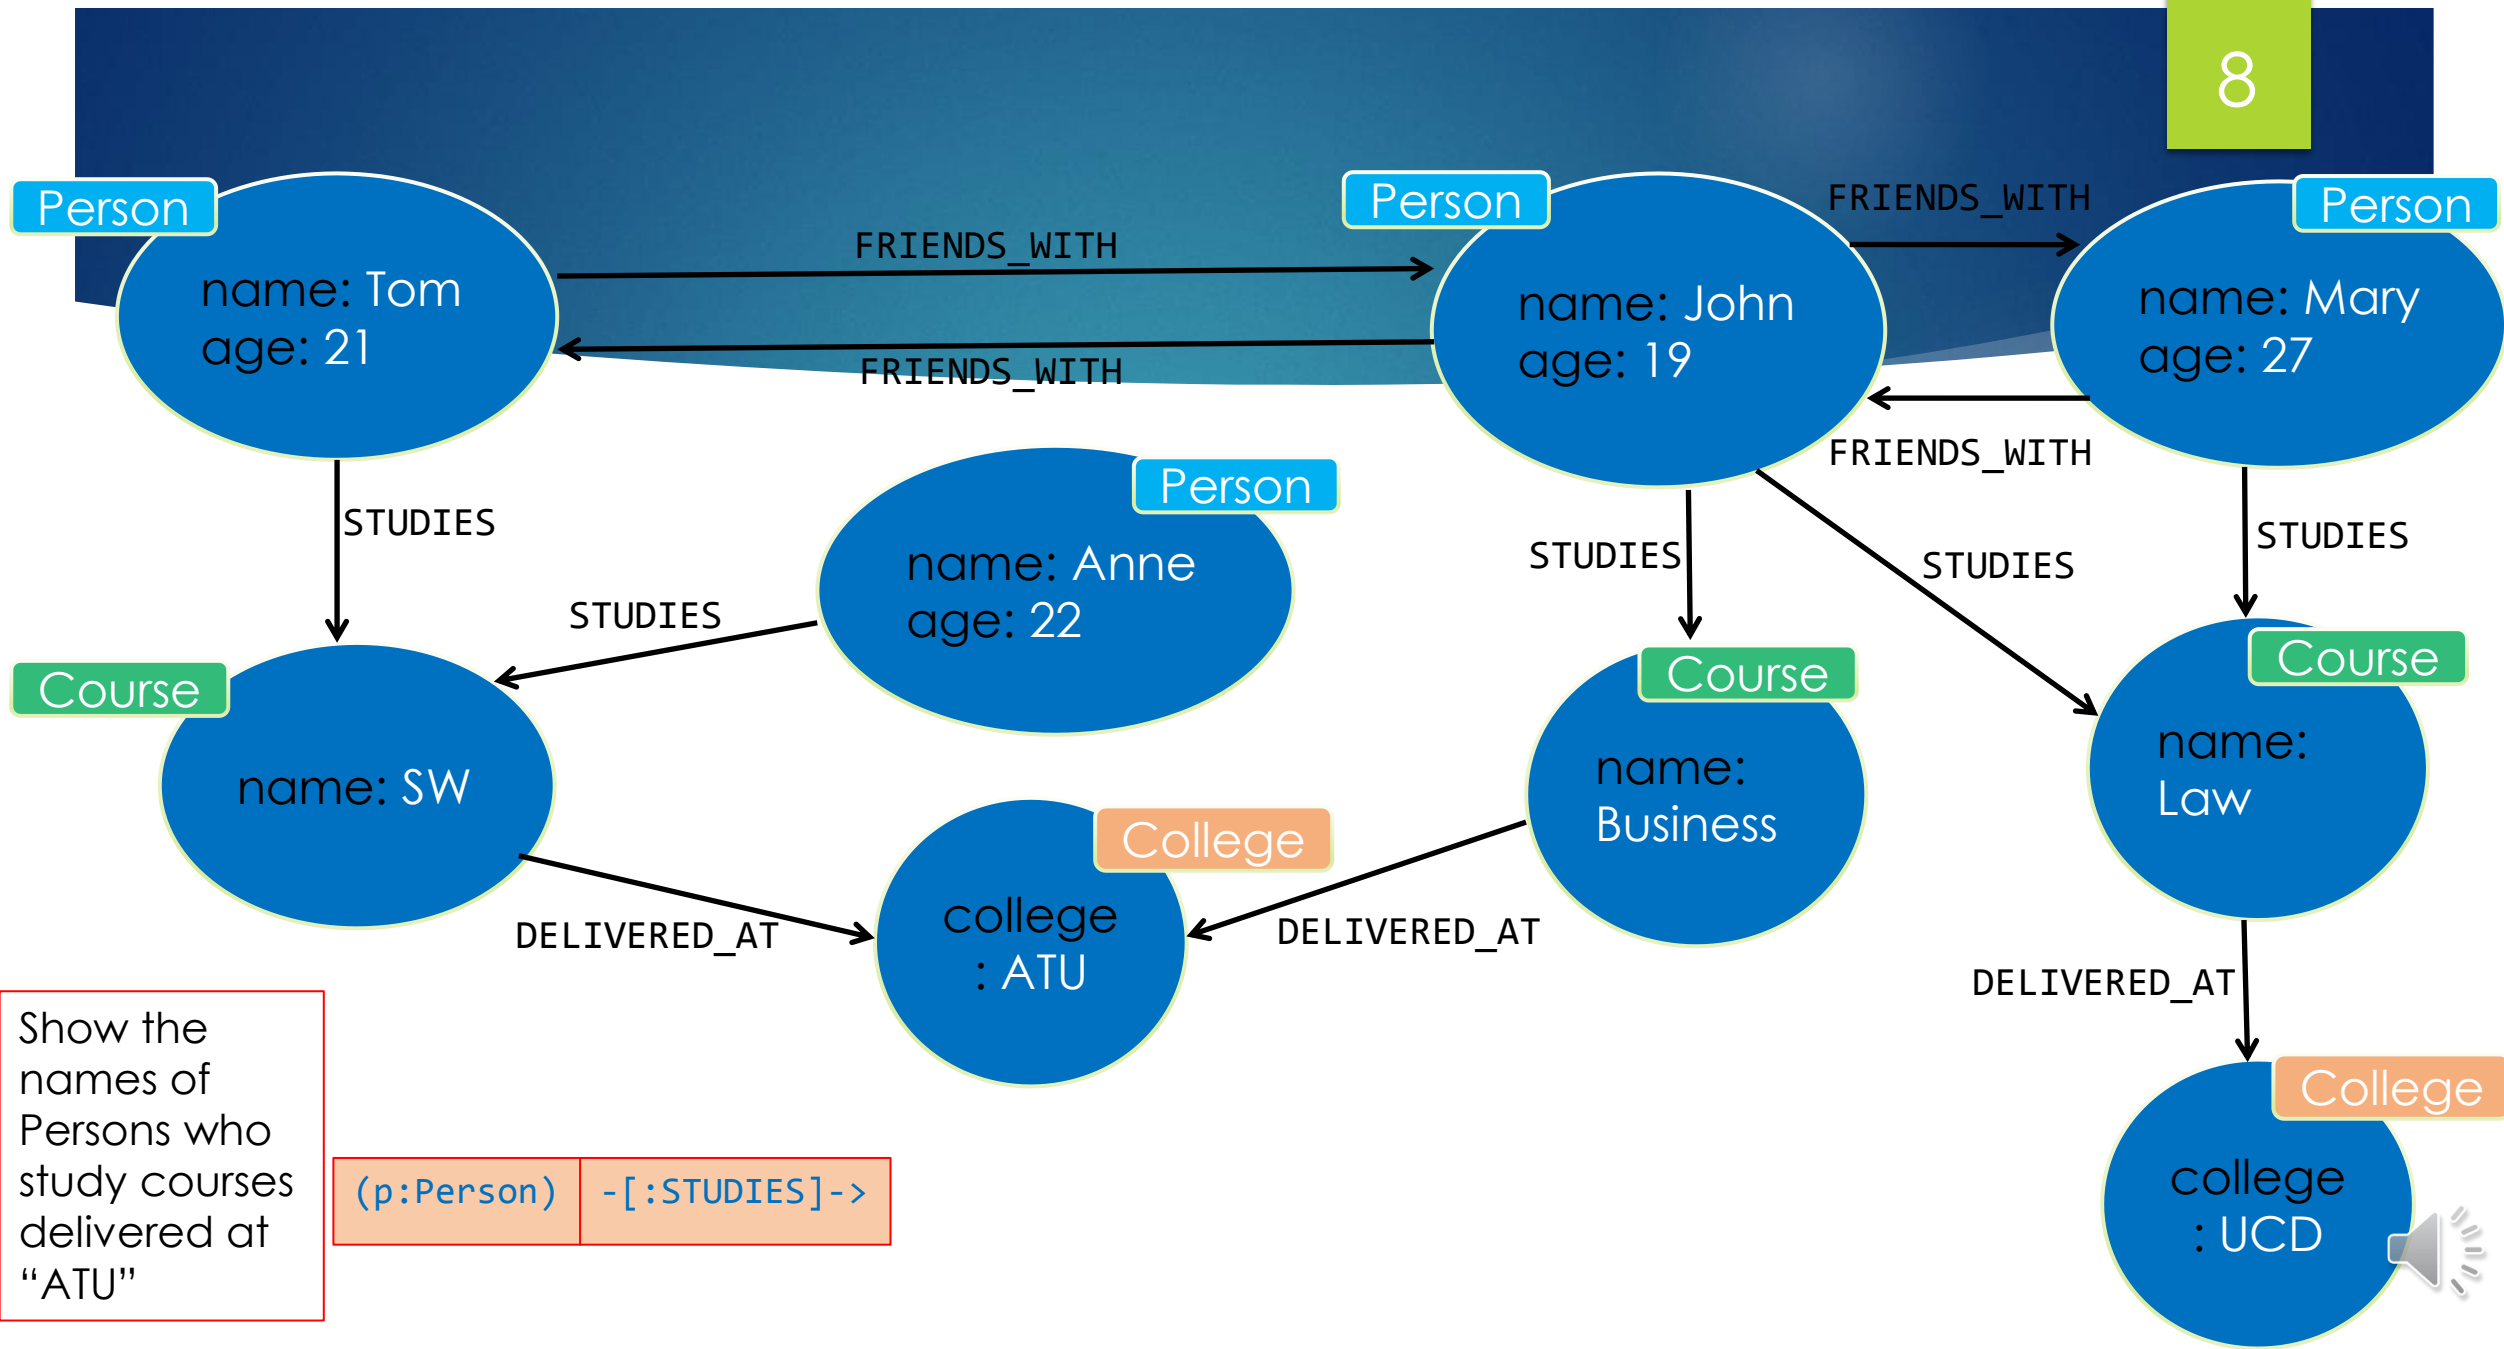 8
Person
name: Tom
age: 21
FRIENDS_WITH
FRIENDS_WITH
Person
name: John
age: 19
FRIENDS_WITH
FRIENDS_WITH
Person
name: Mary
age: 27
STUDIES
STUDIES
Person
name: Anne
age: 22
STUDIES
STUDIES
STUDIES
Course
name: SW
Course
name:
Business
Course
name:
Law
DELIVERED_AT
College
college
: ATU
DELIVERED_AT
DELIVERED_AT
College
college
: UCD
Show the
names of
Persons who
study courses
delivered at
“ATU”
(p:Person) -[:STUDIES]->